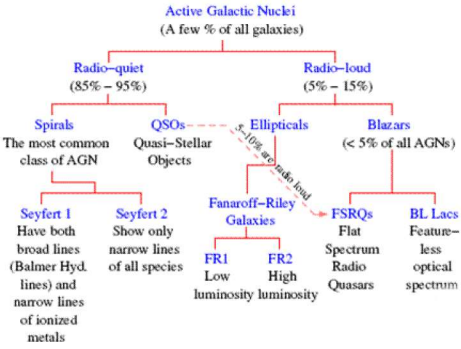 Active Galactic Nuclei
(A few % of all galaxies)
Radio-quiet
(85% - 95%)
Radio-loud
(5% - 15%)
Spirals
The most common
class of AGN
QSOs
Quasi-Stellar
Objects
5-10% are radio loud
Ellipticals
Blazars
(< 5% of all AGNs)
Seyfert 1
Have both
broad lines
(Balmer Hyd.
lines) and
narrow lines
of ionized
metals
Seyfert 2
Show only
narrow lines
of all species
Fanaroff-Riley
Galaxies
FR1
Low
luminosity
FR2
High
luminosity
FSRQs
Flat
Spectrum
Radio
Quasars
BL Lacs
Feature-
less
optical
spectrum